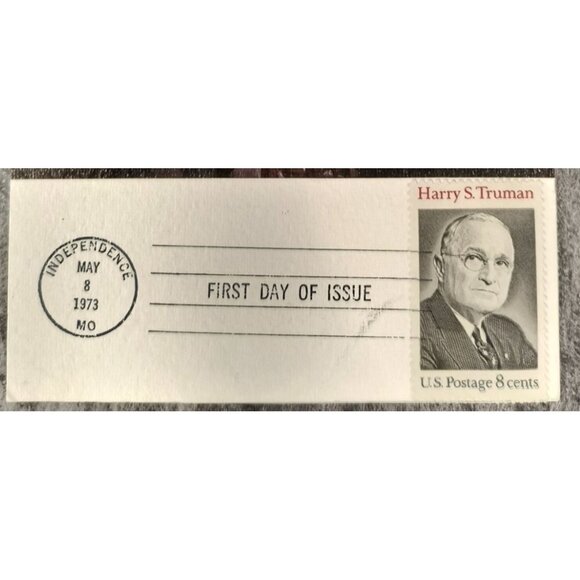 INDEPENDENCE
MAY
8
1973
MO
FIRST DAY OF ISSUE
Harry S. Truman
U.S. Postage 8 cents